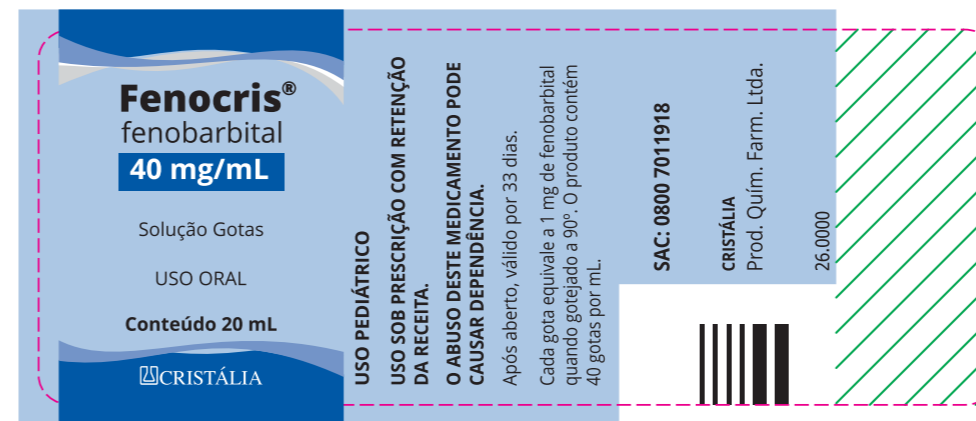 Fenocris®
fenobarbital
40 mg/mL
Solução Gotas
USO ORAL
Conteúdo 20 mL
CRISTÁLIA
USO PEDIÁTRICO
USO SOB PRESCRIÇÃO COM RETENÇÃO
DA RECEITA.
O ABUSO DESTE MEDICAMENTO PODE
CAUSAR DEPENDÊNCIA.
Após aberto, válido por 33 dias.
Cada gota equivale a 1 mg de fenobarbital
quando gotejado a 90º. O produto contém
40 gotas por mL.
SAC: 0800 7011918
CRISTÁLIA
Prod. Quím. Farm. Ltda.
26.0000